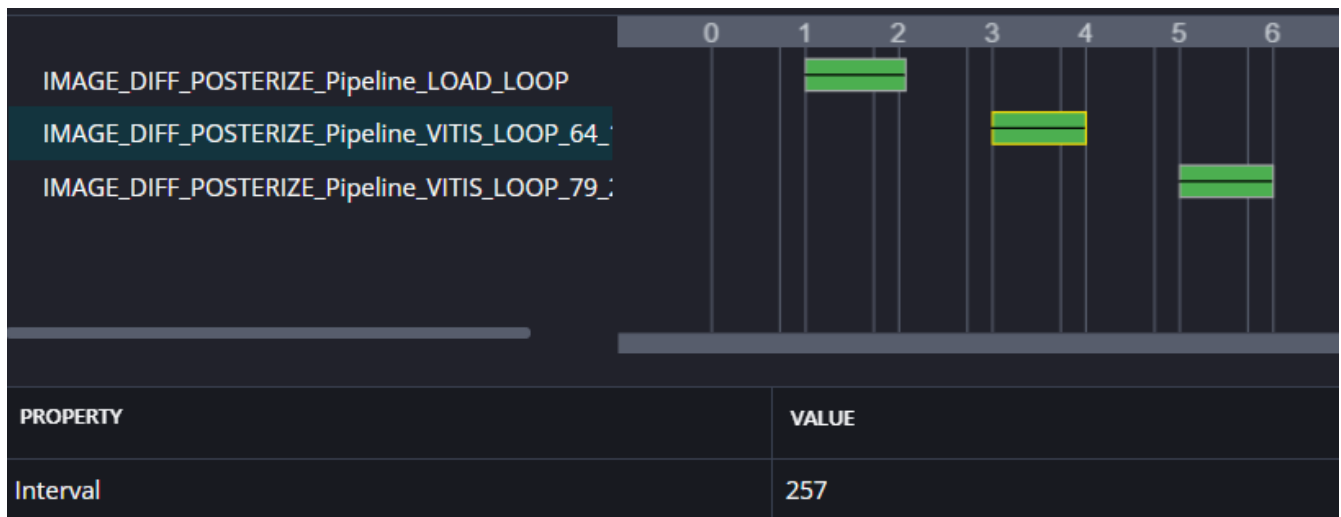 0 1 2 3 4 5 6
IMAGE_DIFF_POSTERIZE_Pipeline_LOAD_LOOP
IMAGE_DIFF_POSTERIZE_Pipeline_VITIS_LOOP_64_
IMAGE_DIFF_POSTERIZE_Pipeline_VITIS_LOOP_79_
PROPERTY VALUE
Interval 257